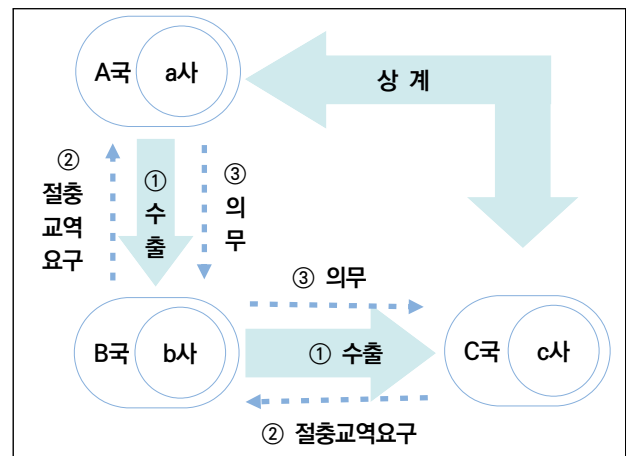 A국 a사
상 계
②
절충
교역
요구
①
수
출
③
의
무
③ 의무
B국 b사
① 수출
C국 c사
② 절충교역요구